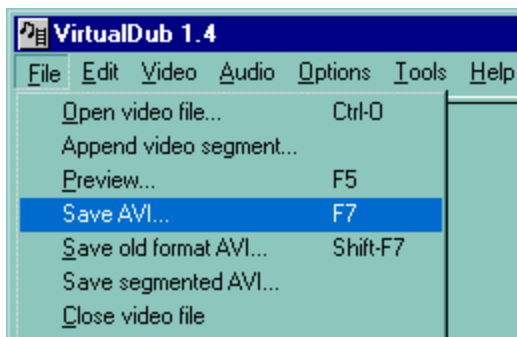 VirtualDub 1.4
File Edit Video Audio Options Tools Help
Open video file... Ctrl-O
Append video segment...
Preview... F5
Save AVI... F7
Save old format AVI... Shift-F7
Save segmented AVI...
Close video file